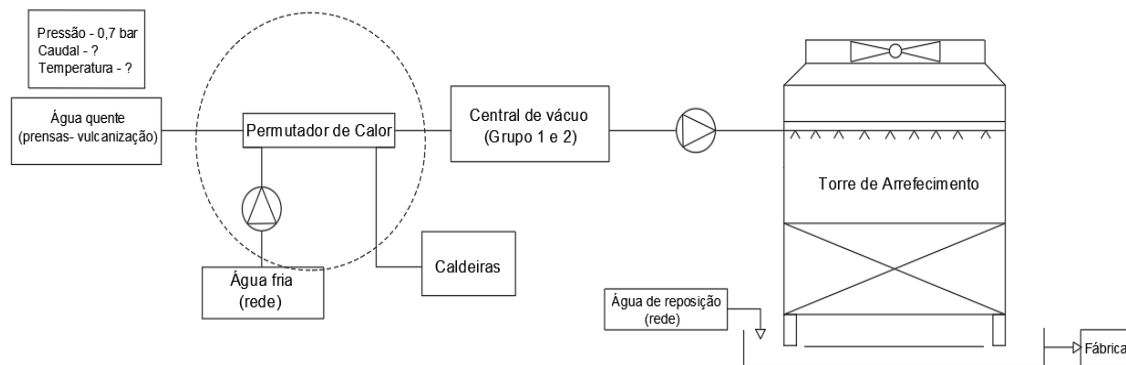 Pressão - 0,7 bar
Caudal - ?
Temperatura - ?
Água quente
(prensas- vulcanização)
Permutador de Calor
Central de vácuo
(Grupo 1 e 2)
Torre de Arrefecimento
Água fria
(rede)
Caldeiras
Água de reposição
(rede)
Fábrica